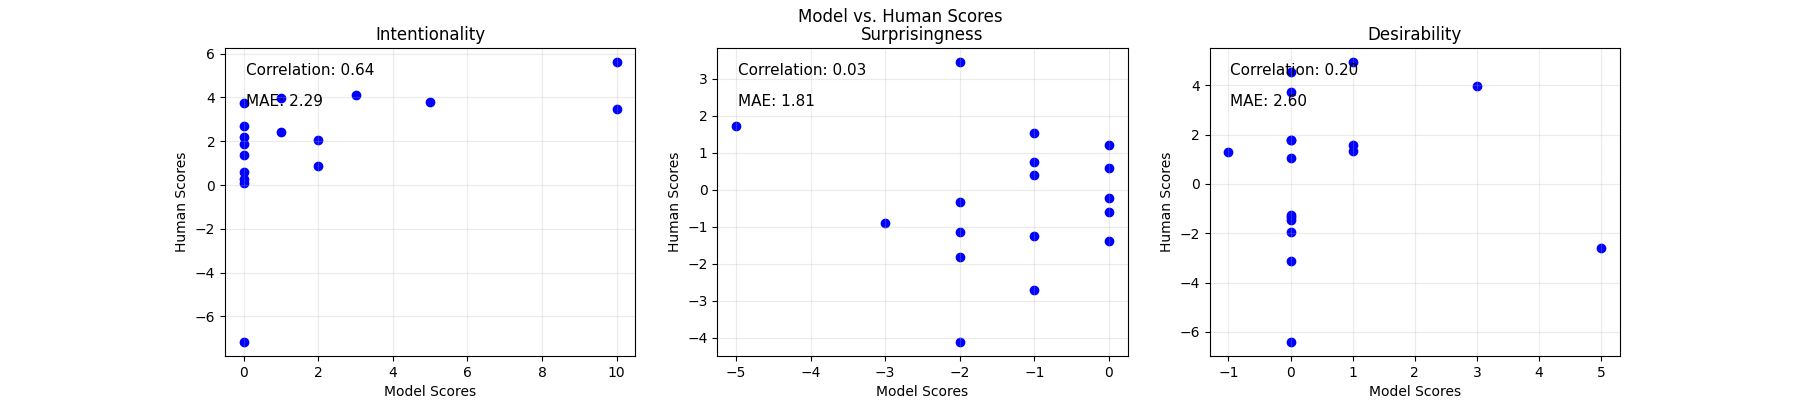 Model vs. Human Scores
Intentionality
Correlation: 0.64
MAE: 2.29
6
4
2
0
−2
−4
−6
Human Scores
0 2 4 6 8 10
Model Scores
Surprisingness
Correlation: 0.03
MAE: 1.81
3
2
1
0
−1
−2
−3
−4
Human Scores
−5 −4 −3 −2 −1 0
Model Scores
Desirability
Correlation: 0.20
MAE: 2.60
4
2
0
−2
−4
−6
Human Scores
−1 0 1 2 3 4 5
Model Scores